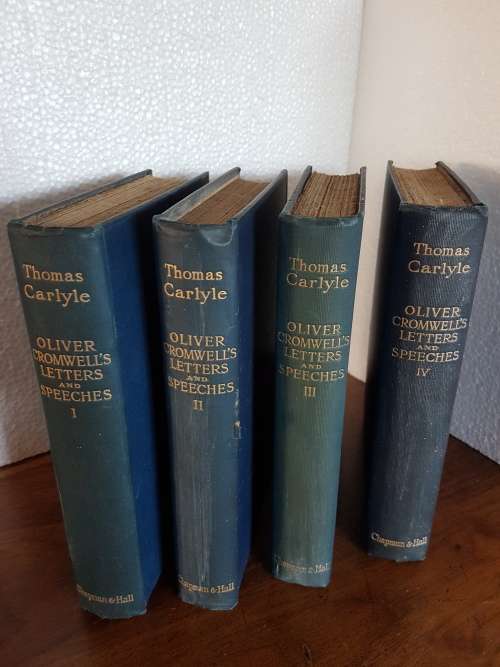 Thomas
Carlyle
OLIVER
CROMWELL'S
LETTERS
AND
SPEECHES
I
Chapman & Hall
Thomas
Carlyle
OLIVER
CROMWELL'S
LETTERS
AND
SPEECHES
II
Chapman & Hall
Thomas
Carlyle
OLIVER
CROMWELL'S
LETTERS
AND
SPEECHES
III
Chapman & Hall
Thomas
Carlyle
OLIVER
CROMWELL'S
LETTERS
AND
SPEECHES
IV
Chapman & Hall